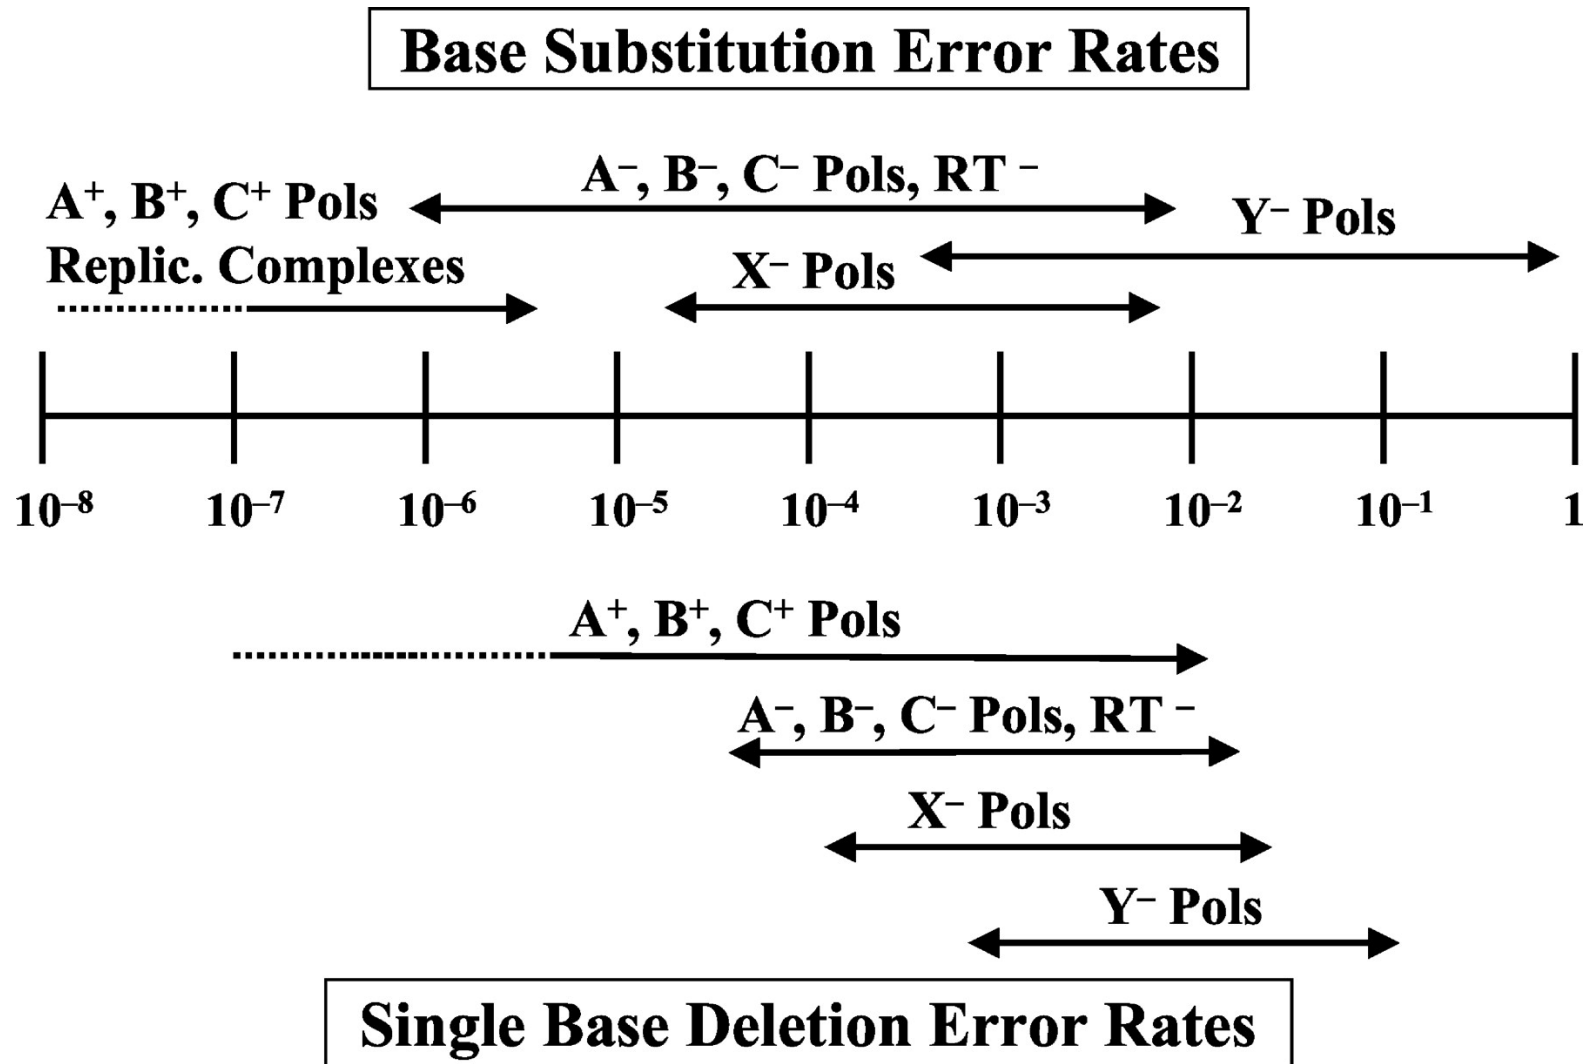 Base Substitution Error Rates
A⁻, B⁻, C⁻ Pols, RT ⁻
A⁺, B⁺, C⁺ Pols
Replic. Complexes
Y⁻ Pols
X⁻ Pols
10⁻⁸ 10⁻⁷ 10⁻⁶ 10⁻⁵ 10⁻⁴ 10⁻³ 10⁻² 10⁻¹ 1
A⁺, B⁺, C⁺ Pols
A⁻, B⁻, C⁻ Pols, RT ⁻
X⁻ Pols
Y⁻ Pols
Single Base Deletion Error Rates